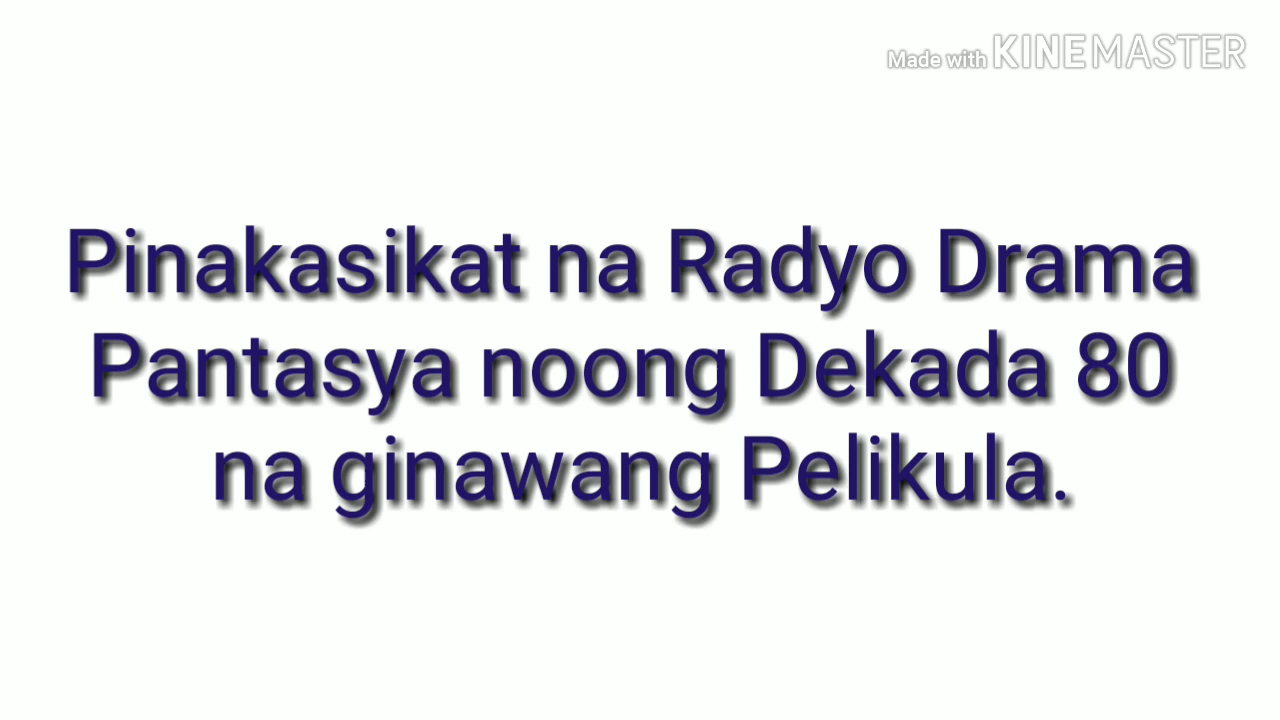 Made with KINEMASTER
Pinakasikat na Radyo Drama
Pantasya noong Dekada 80
na ginawang Pelikula.